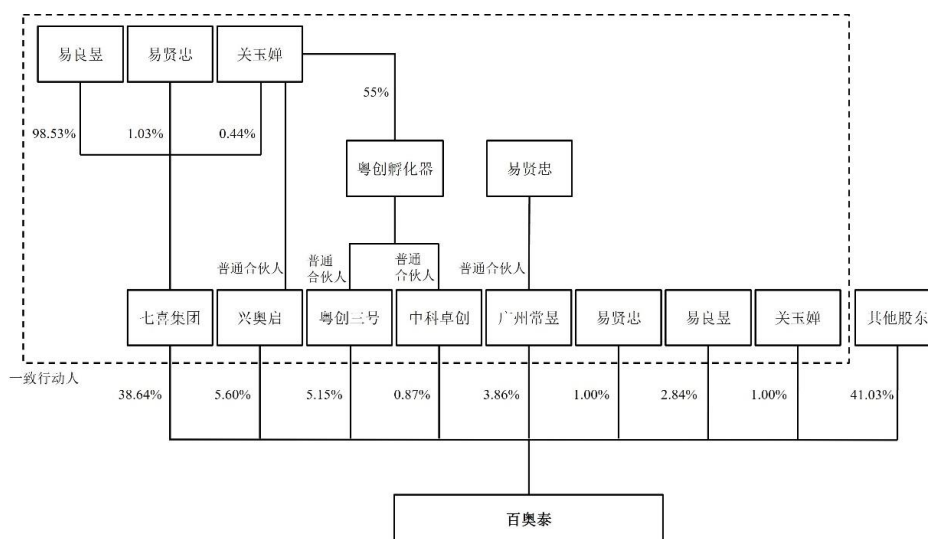 易良昱
易贤忠
关玉婵
55%
98.53%
1.03%
0.44%
粤创孵化器
易贤忠
普通合伙人
普通
合伙人
普通
合伙人
普通合伙人
七喜集团
兴奥启
粤创三号
中科卓创
广州常昱
易贤忠
易良昱
关玉婵
其他股东
一致行动人
38.64%
5.60%
5.15%
0.87%
3.86%
1.00%
2.84%
1.00%
41.03%
百奥泰